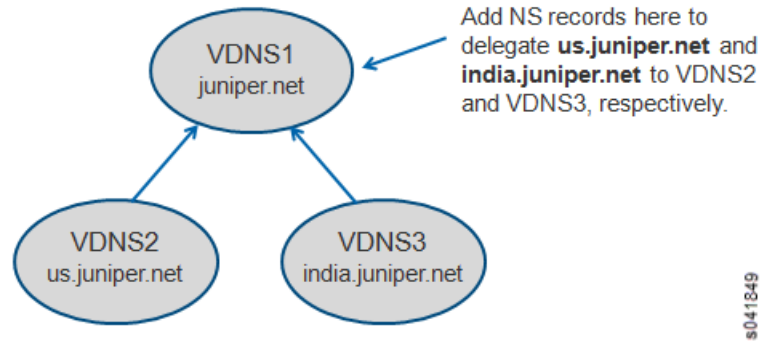 VDNS1
juniper.net
Add NS records here to
delegate us.juniper.net and
india.juniper.net to VDNS2
and VDNS3, respectively.
VDNS2
us.juniper.net
VDNS3
india.juniper.net
s041849